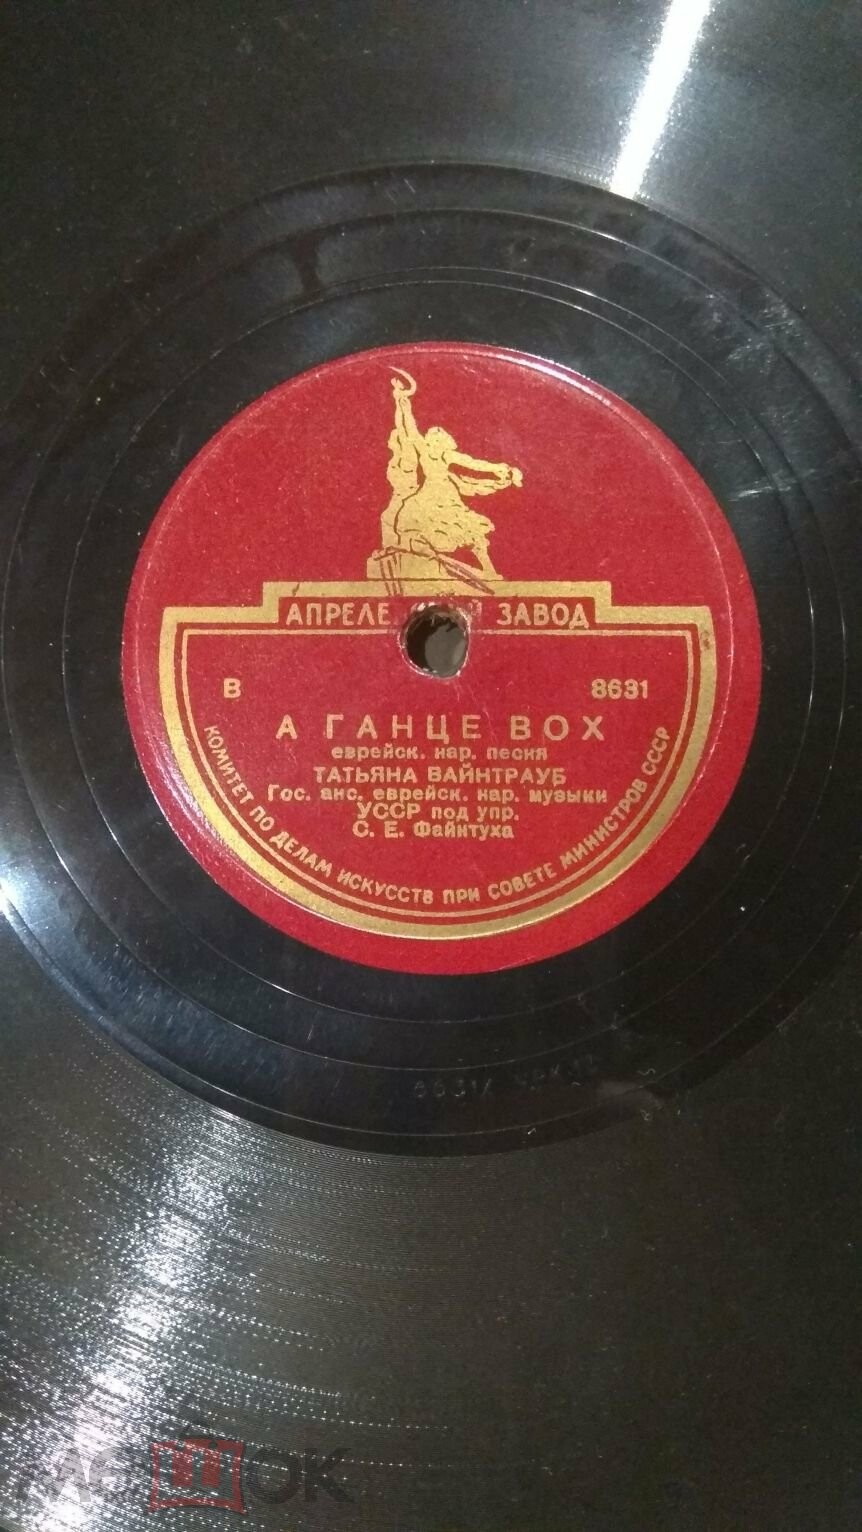 АПРЕЛЕ ЗАВОД
В 8631
А ГАНЦЕ ВОХ
еврейск. нар. песня
ТАТЬЯНА ВАЙНТРАУБ
Гос. анс. еврейск. нар. музыки
УССР под упр.
С. Е. Файнтуха
КОМИТЕТ ПО ДЕЛАМ ИСКУССТВ ПРИ СОВЕТЕ МИНИСТРОВ СССР